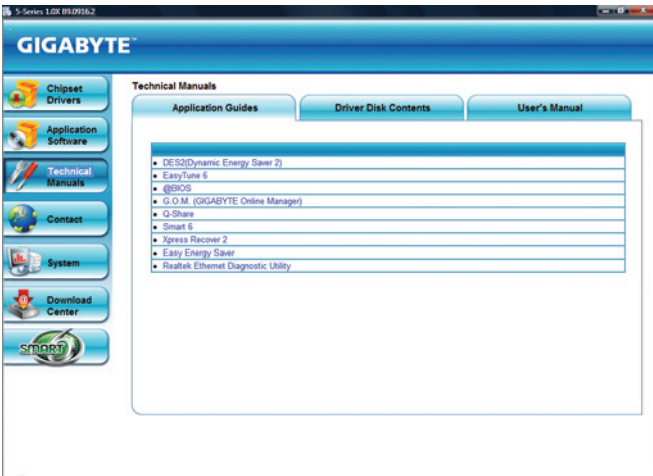 5-Series 1.0X B9.0916.2
GIGABYTE™
Chipset
Drivers
Application
Software
Technical
Manuals
Contact
System
Download
Center
SMART 6
Technical Manuals
Application Guides
Driver Disk Contents
User's Manual
• DES2(Dynamic Energy Saver 2)
• EasyTune 6
• @BIOS
• G.O.M. (GIGABYTE Online Manager)
• Q-Share
• Smart 6
• Xpress Recover 2
• Easy Energy Saver
• Realtek Ethernet Diagnostic Utility